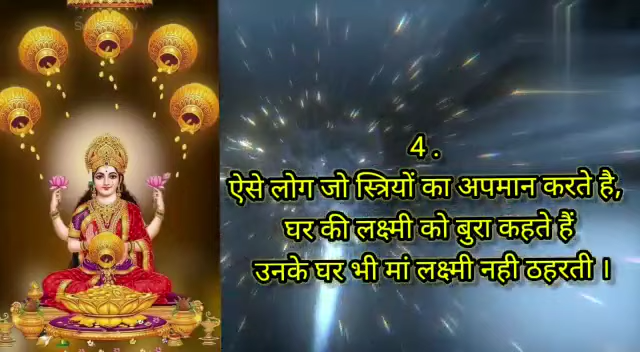 4 .
ऐसे लोग जो स्त्रियों का अपमान करते है,
घर की लक्ष्मी को बुरा कहते हैं
उनके घर भी मां लक्ष्मी नही ठहरती ।